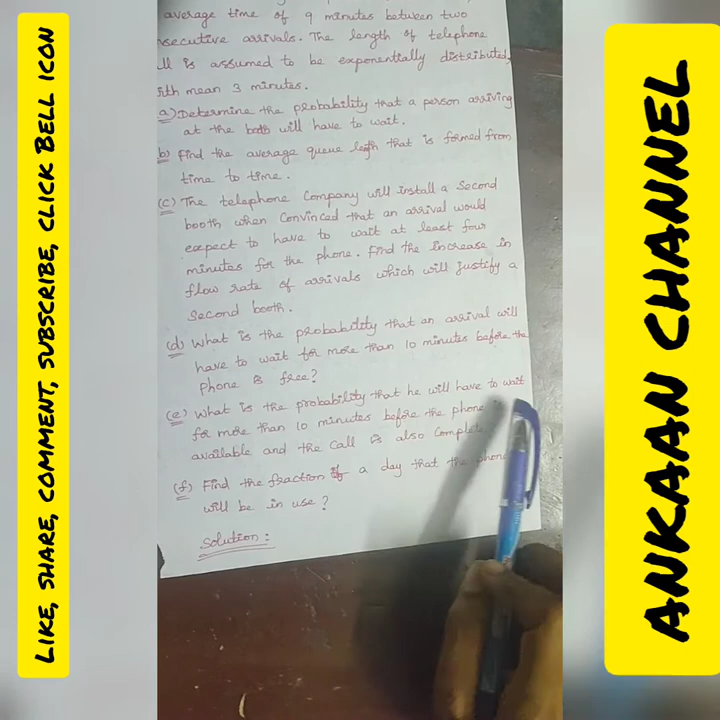 LIKE, SHARE, COMMENT, SUBSCRIBE, CLICK BELL ICON
average time of 9 minutes between two
nsecutive arrivals. The length of telephone
ll is assumed to be exponentially distributed,
ith mean 3 minutes.
(a) Determine the probability that a person arriving
at the booth will have to wait.
(b) Find the average queue length that is formed from
time to time.
(c) The telephone Company will install a Second
booth when Convinced that an arrival would
expect to have to wait at least four
minutes for the phone. Find the increase in
flow rate of arrivals which will justify a
Second booth.
(d) What is the probability that an arrival will
have to wait for more than 10 minutes before the
Phone is free?
(e) What is the probability that he will have to wait
for more than 10 minutes before the phone
available and the Call is also Complet
(f) Find the fraction of a day that the phon
will be in use?
Solution:
ANKAAN CHANNEL